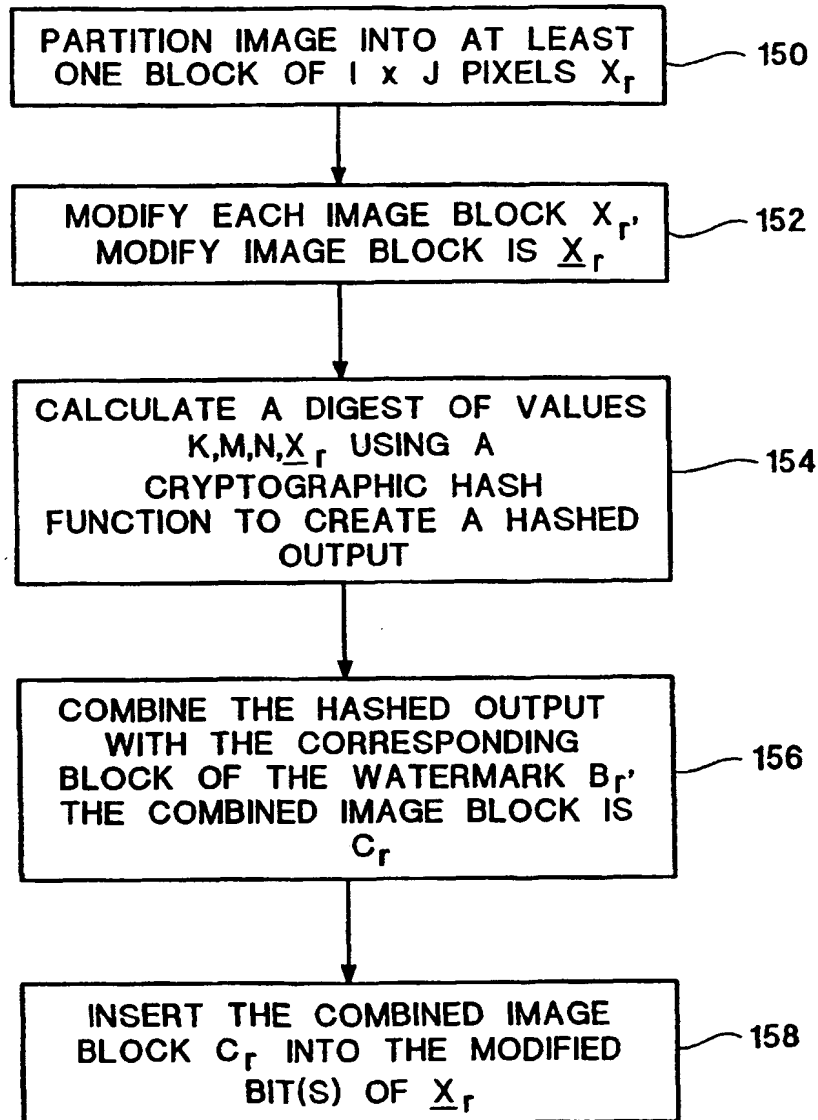 PARTITION IMAGE INTO AT LEAST
ONE BLOCK OF I x J PIXELS Xr
150
MODIFY EACH IMAGE BLOCK Xr,
MODIFY IMAGE BLOCK IS Xr
152
CALCULATE A DIGEST OF VALUES
K,M,N,Xr USING A
CRYPTOGRAPHIC HASH
FUNCTION TO CREATE A HASHED
OUTPUT
154
COMBINE THE HASHED OUTPUT
WITH THE CORRESPONDING
BLOCK OF THE WATERMARK Br,
THE COMBINED IMAGE BLOCK IS
Cr
156
INSERT THE COMBINED IMAGE
BLOCK Cr INTO THE MODIFIED
BIT(S) OF Xr
158